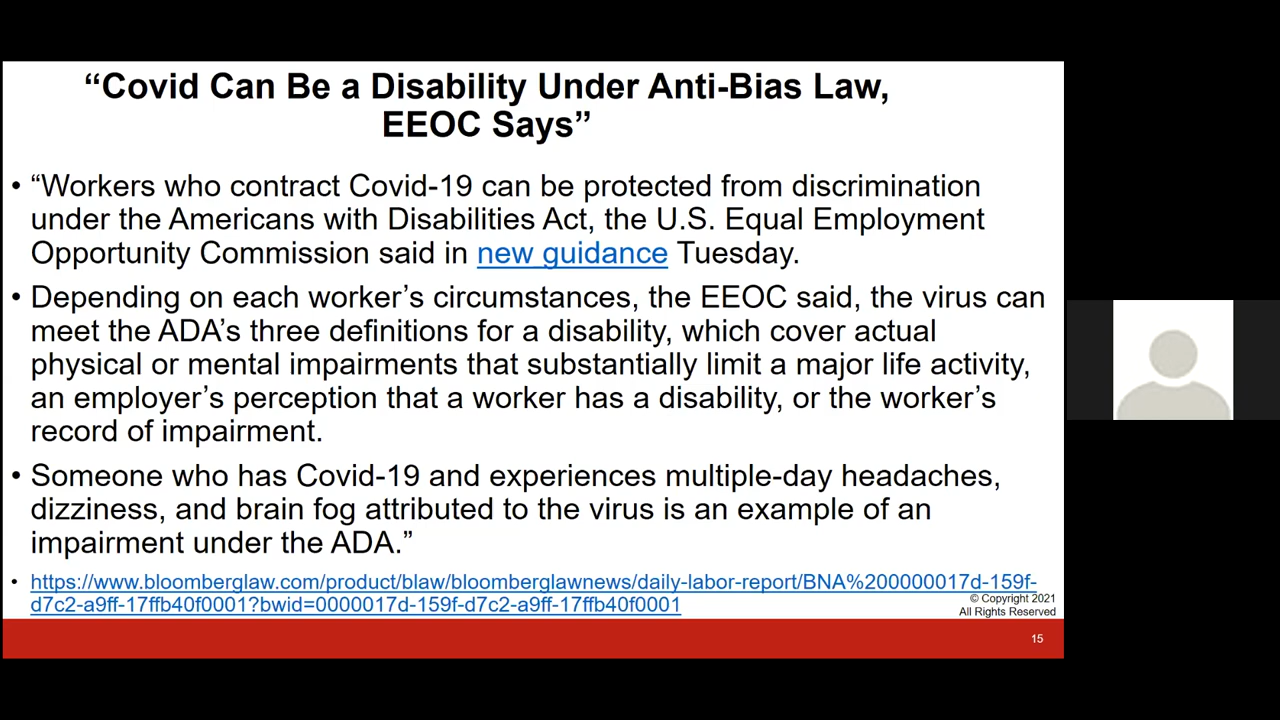 “Covid Can Be a Disability Under Anti-Bias Law,
EEOC Says”
• “Workers who contract Covid-19 can be protected from discrimination
under the Americans with Disabilities Act, the U.S. Equal Employment
Opportunity Commission said in new guidance Tuesday.
• Depending on each worker’s circumstances, the EEOC said, the virus can
meet the ADA’s three definitions for a disability, which cover actual
physical or mental impairments that substantially limit a major life activity,
an employer’s perception that a worker has a disability, or the worker’s
record of impairment.
• Someone who has Covid-19 and experiences multiple-day headaches,
dizziness, and brain fog attributed to the virus is an example of an
impairment under the ADA.”
• https://www.bloomberglaw.com/product/blaw/bloomberglawnews/daily-labor-report/BNA%200000017d-159f-
d7c2-a9ff-17ffb40f0001?bwid=0000017d-159f-d7c2-a9ff-17ffb40f0001
© Copyright 2021
All Rights Reserved
15